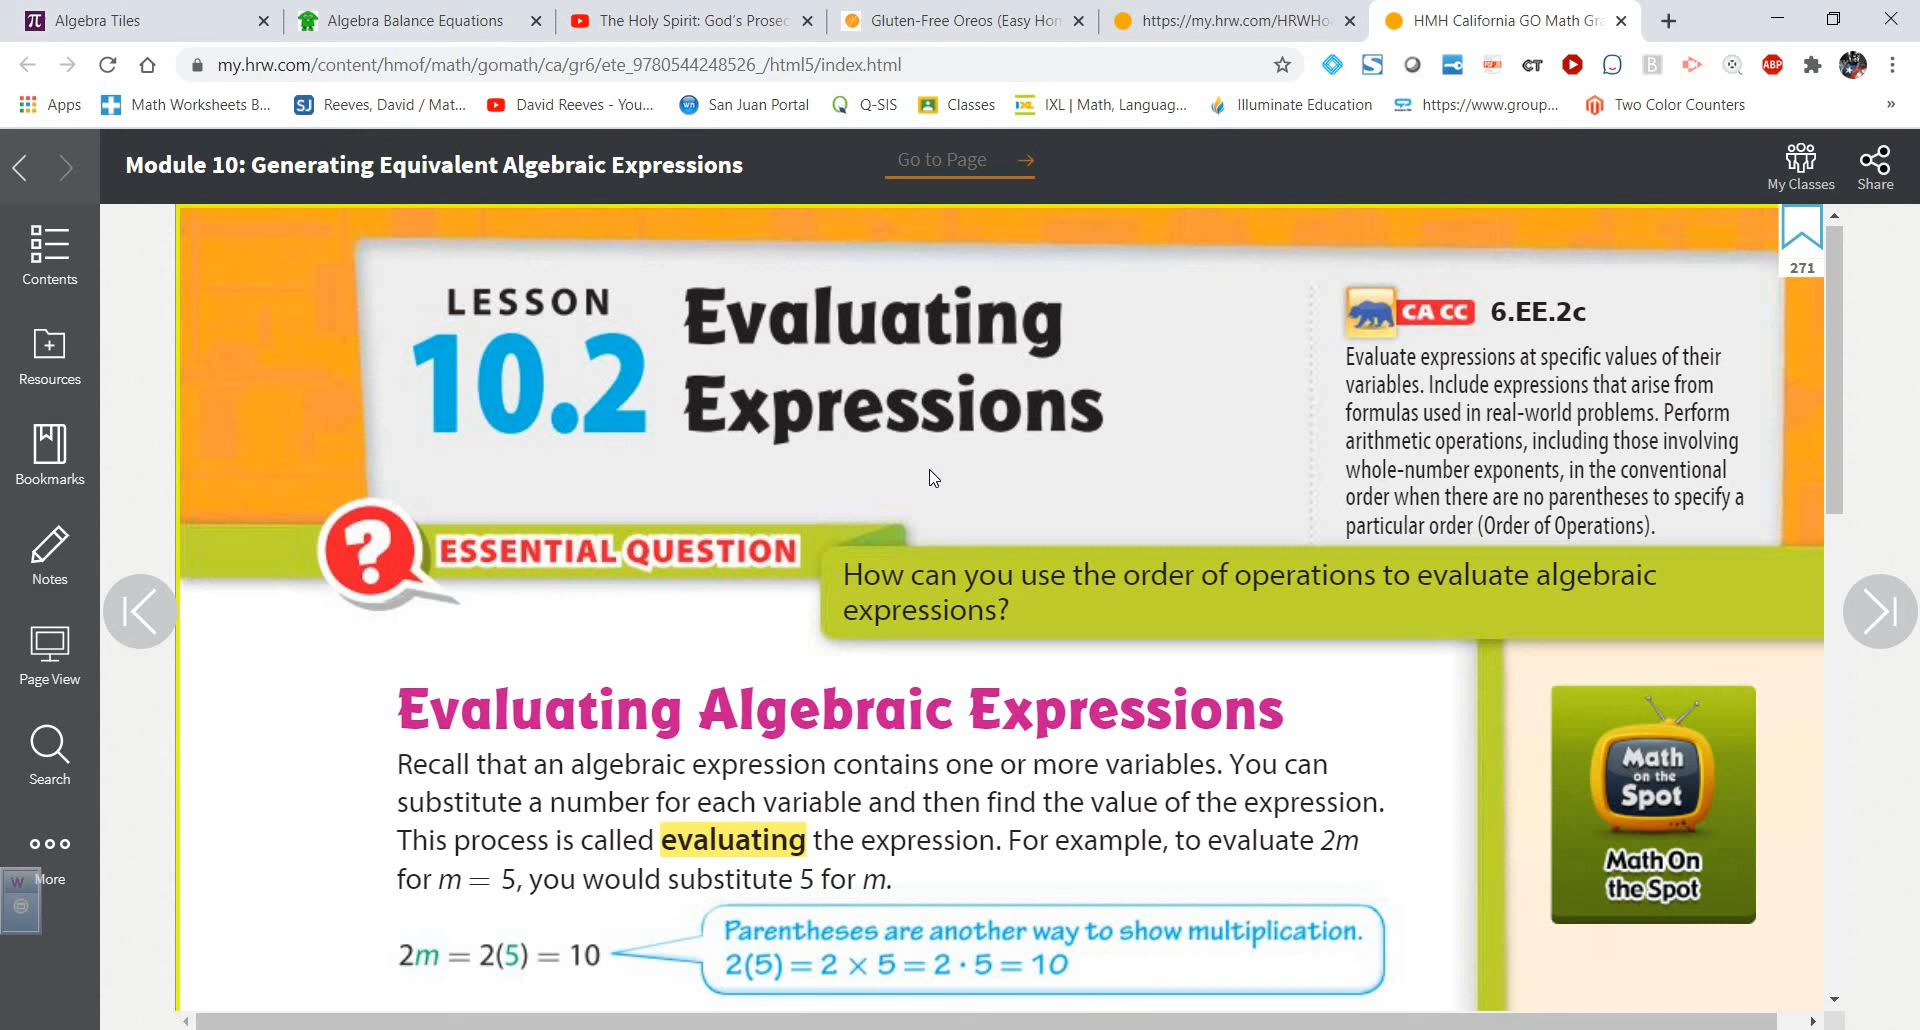 Algebra Tiles
Algebra Balance Equations
The Holy Spirit: God's Prosec
Gluten-Free Oreos (Easy Hon
https://my.hrw.com/HRWHo
HMH California GO Math Gra
my.hrw.com/content/hmof/math/gomath/ca/gr6/ete_9780544248526_/html5/index.html
Apps
Math Worksheets B...
Reeves, David / Mat...
David Reeves - You...
San Juan Portal
Q-SIS
Classes
IXL | Math, Languag...
Illuminate Education
https://www.group...
Two Color Counters
»
Module 10: Generating Equivalent Algebraic Expressions
Go to Page
My Classes
Share
Contents
Resources
Bookmarks
Notes
Page View
Search
More
271
LESSON
10.2
Evaluating
Expressions
CA CC 6.EE.2c
Evaluate expressions at specific values of their
variables. Include expressions that arise from
formulas used in real-world problems. Perform
arithmetic operations, including those involving
whole-number exponents, in the conventional
order when there are no parentheses to specify a
particular order (Order of Operations).
? ESSENTIAL QUESTION
How can you use the order of operations to evaluate algebraic
expressions?
Evaluating Algebraic Expressions
Recall that an algebraic expression contains one or more variables. You can
substitute a number for each variable and then find the value of the expression.
This process is called evaluating the expression. For example, to evaluate 2m
for m = 5, you would substitute 5 for m.
2m = 2(5) = 10
Parentheses are another way to show multiplication.
2(5) = 2 × 5 = 2 · 5 = 10
Math
on the
Spot
Math On
the Spot